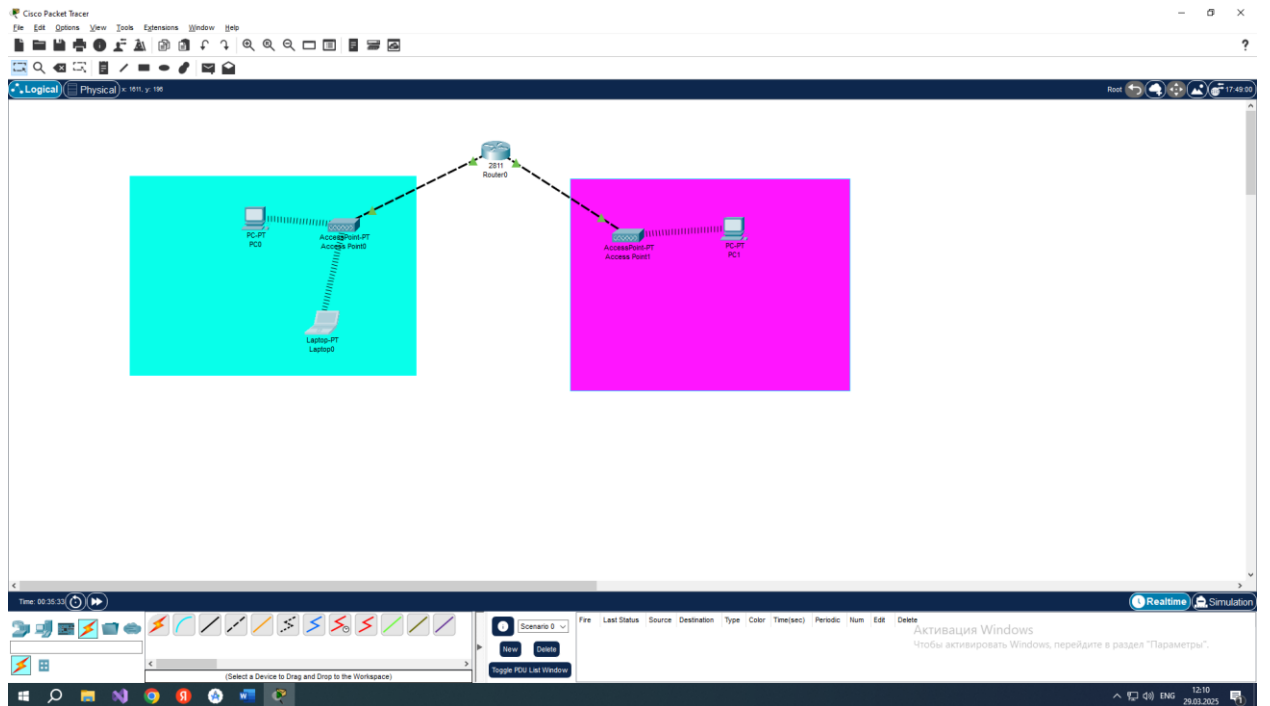 Cisco Packet Tracer
File Edit Options View Tools Extensions Window Help
?
Logical Physical x: 1611, y: 196 Root 17:49:00
2811
Router0
PC-PT
PC0
AccessPoint-PT
Access Point0
Laptop-PT
Laptop0
AccessPoint-PT
Access Point1
PC-PT
PC1
Time: 00:35:33 Realtime Simulation
Scenario 0 Fire Last Status Source Destination Type Color Time(sec) Periodic Num Edit Delete
New Delete
Toggle PDU List Window
(Select a Device to Drag and Drop to the Workspace)
Активация Windows
Чтобы активировать Windows, перейдите в раздел "Параметры".
ENG 12:10
29.03.2025